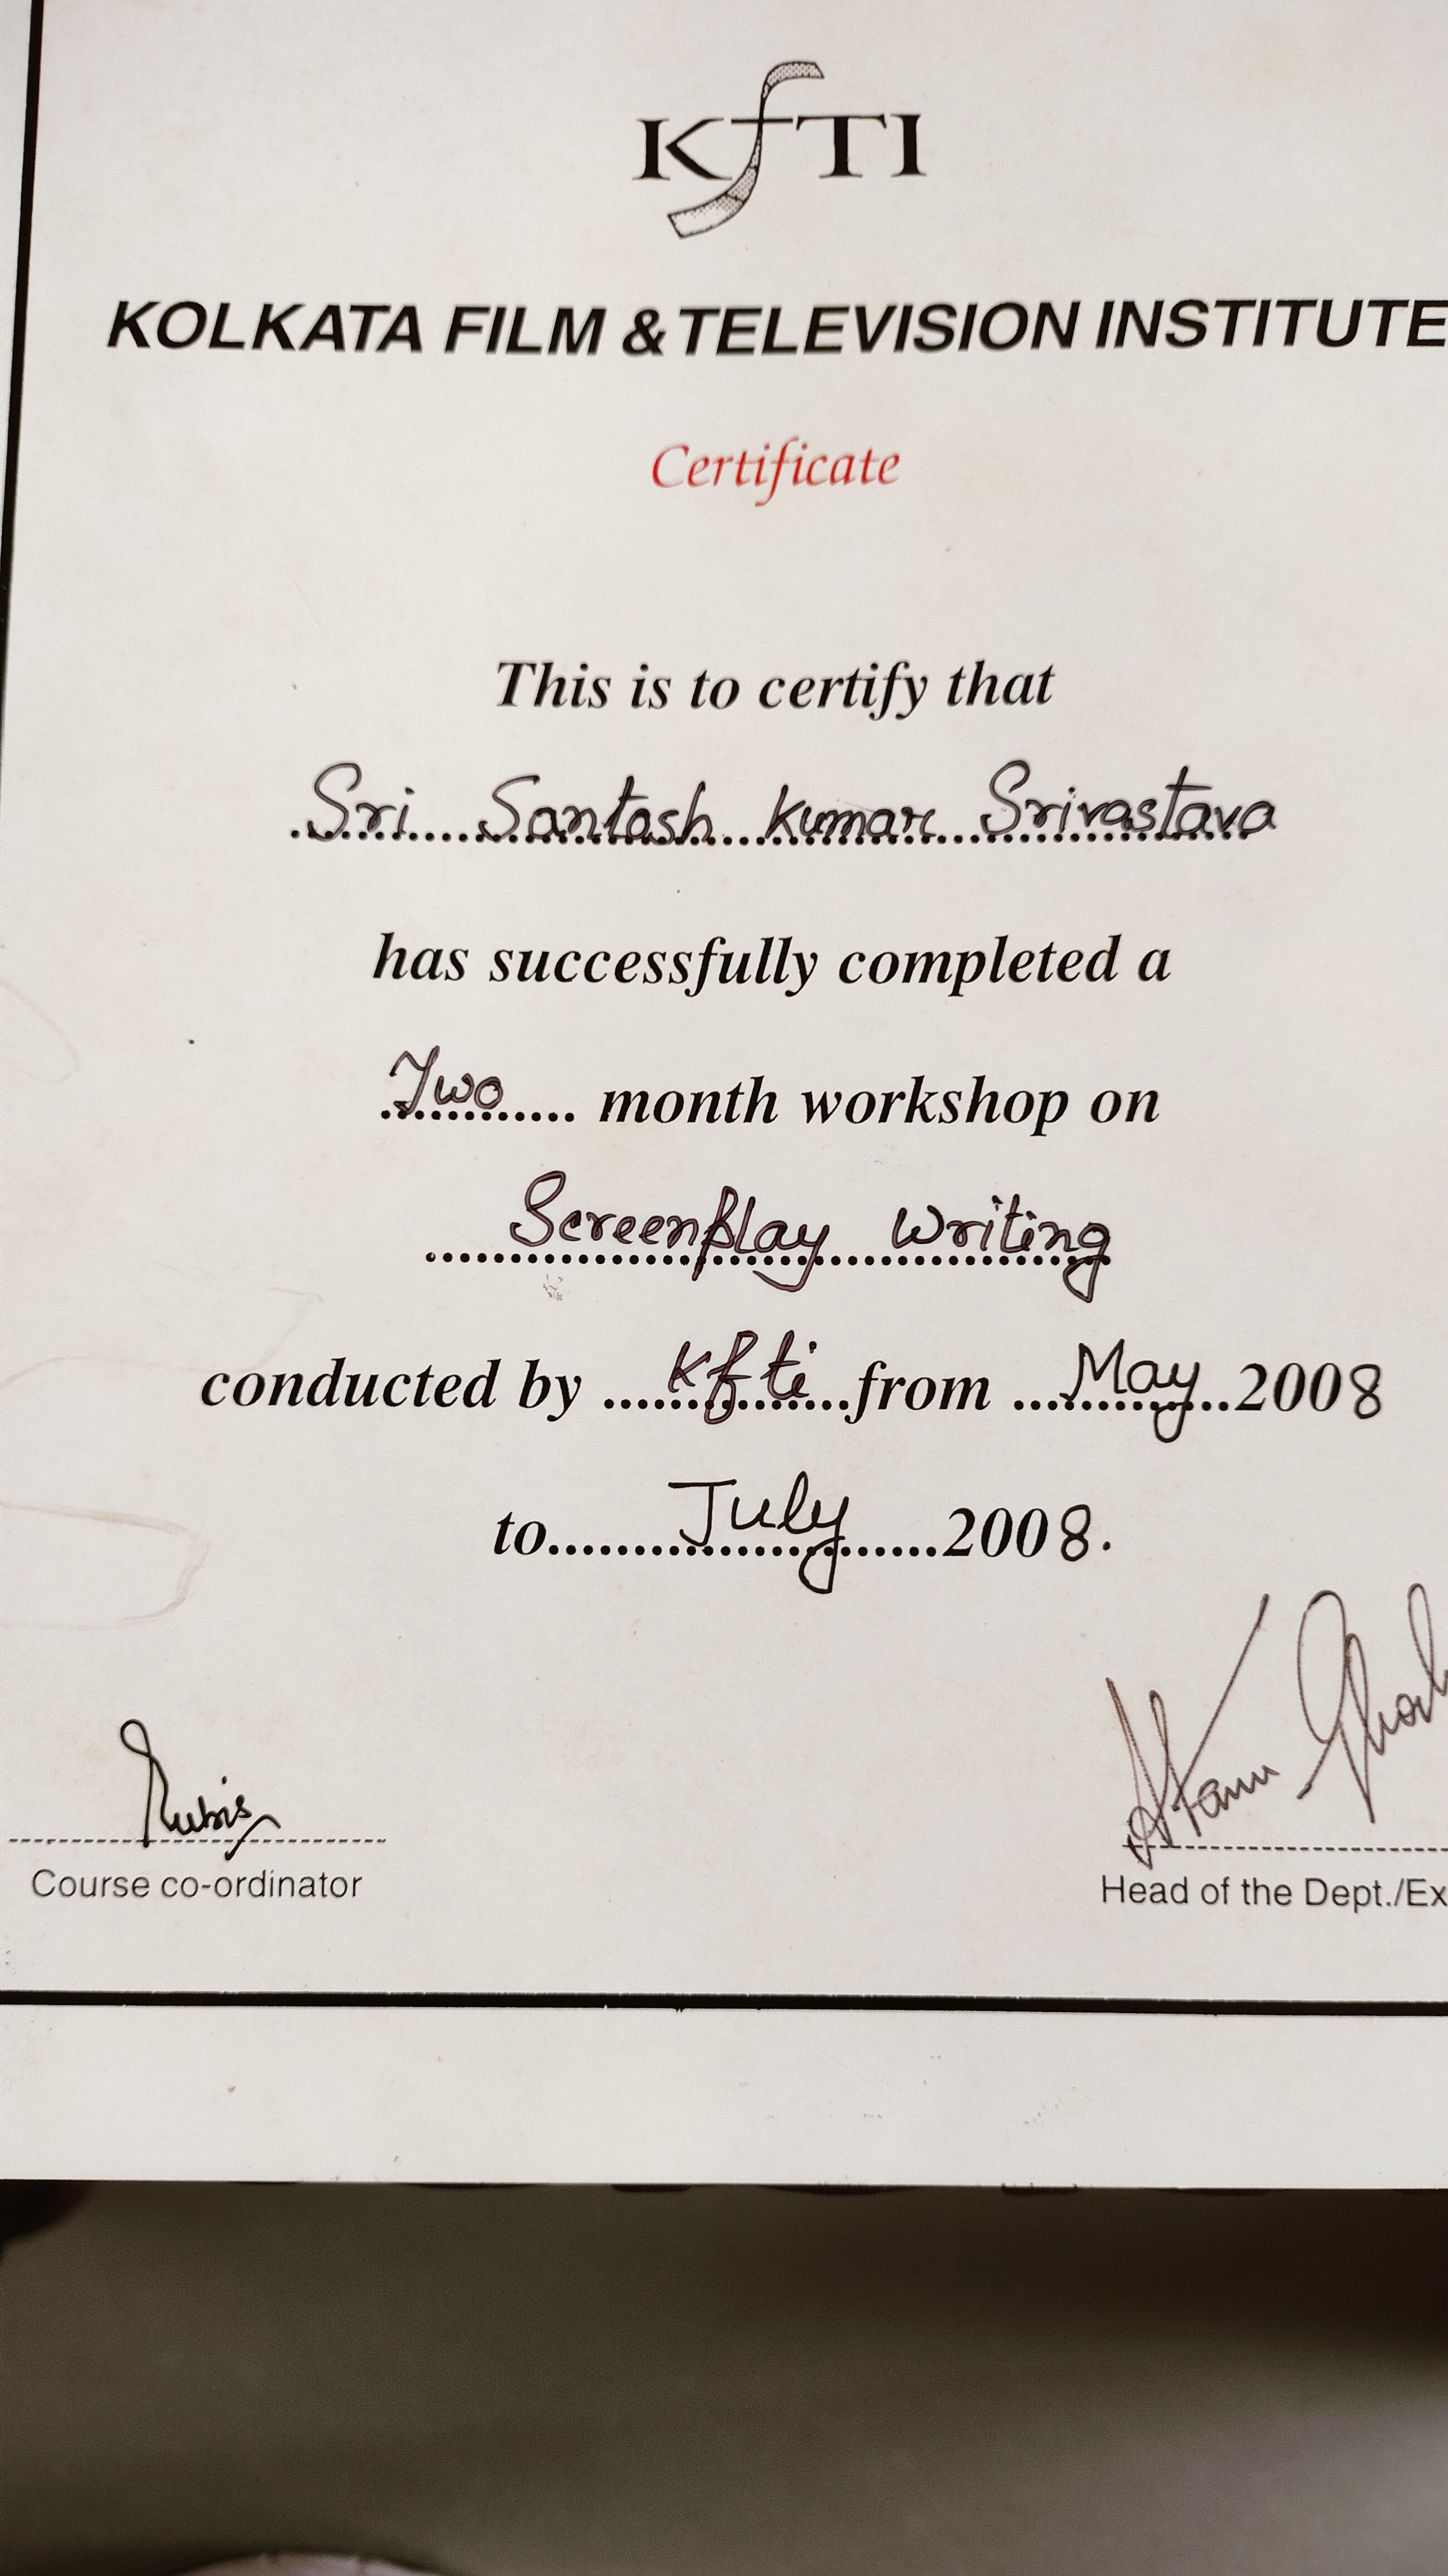 KfTI
KOLKATA FILM & TELEVISION INSTITUTE
Certificate
This is to certify that
Sri Santosh Kumar Srivastava
has successfully completed a
Two month workshop on
Screenplay Writing
conducted by Kfti from May 2008
to July 2008.
Course co-ordinator
Head of the Dept./Ex